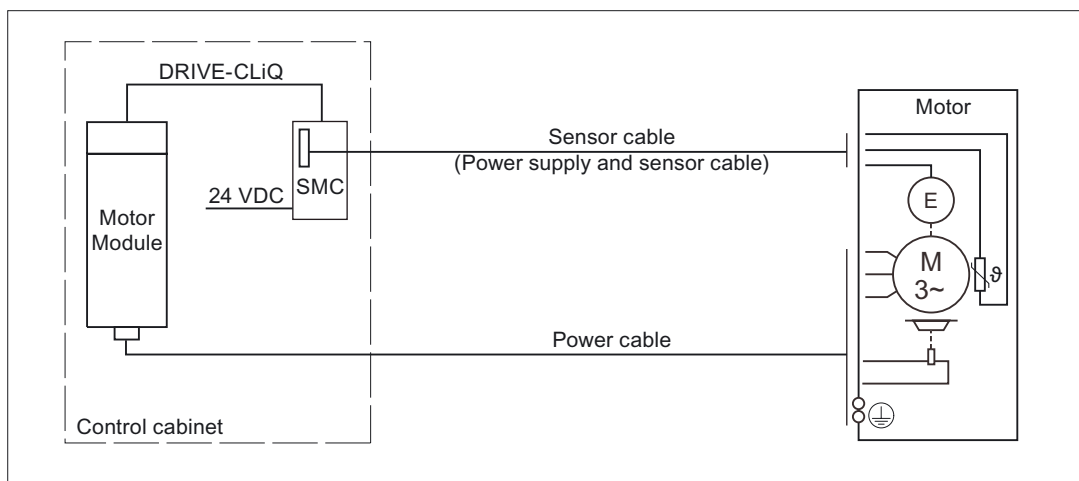 DRIVE-CLiQ
Motor
Sensor cable
(Power supply and sensor cable)
SMC
24 VDC
Motor
Module
E
M
3~
ϑ
Power cable
Control cabinet